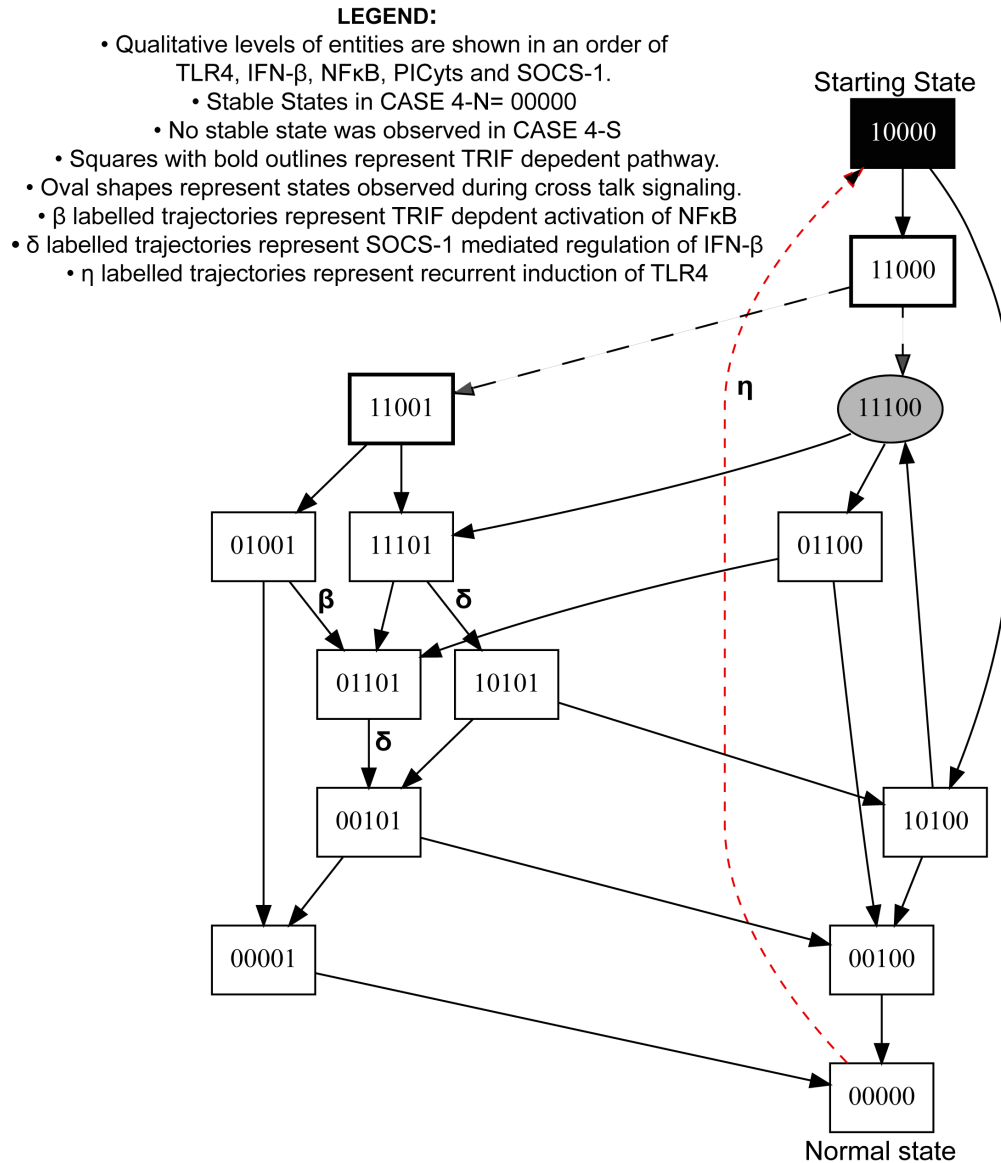 LEGEND:
• Qualitative levels of entities are shown in an order of
TLR4, IFN-β, NFκB, PICyts and SOCS-1.
• Stable States in CASE 4-N= 00000
• No stable state was observed in CASE 4-S
• Squares with bold outlines represent TRIF depedent pathway.
• Oval shapes represent states observed during cross talk signaling.
• β labelled trajectories represent TRIF depdent activation of NFκB
• δ labelled trajectories represent SOCS-1 mediated regulation of IFN-β
• η labelled trajectories represent recurrent induction of TLR4
Starting State
10000
11000
η
11001
11100
01001
11101
01100
β
δ
01101
10101
δ
00101
10100
00001
00100
00000
Normal state